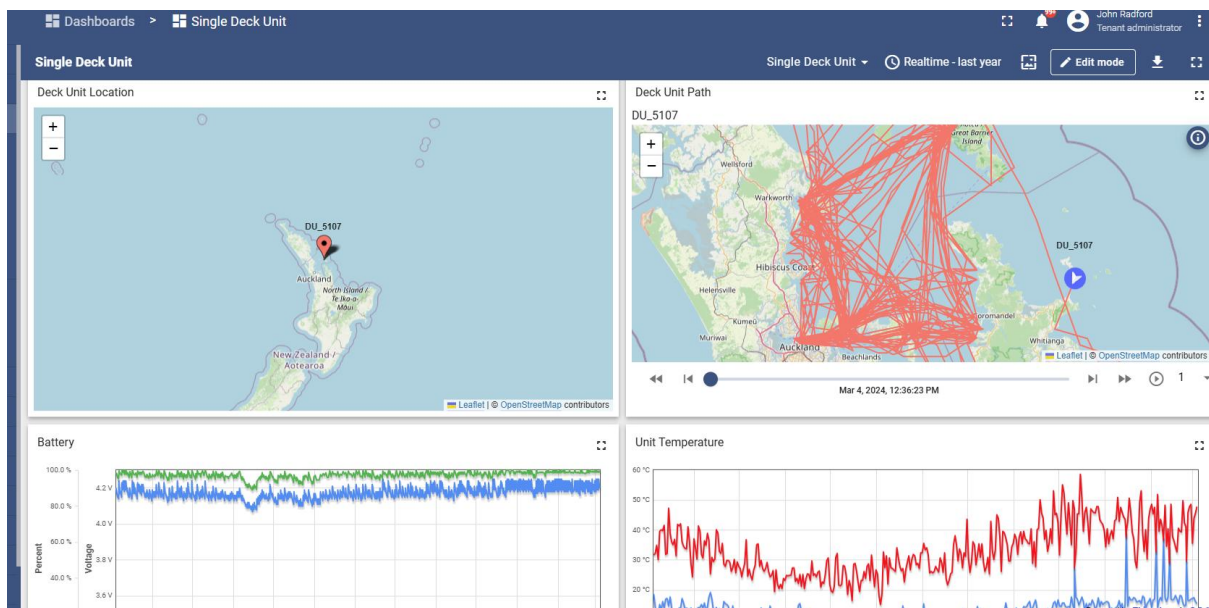 Dashboards > Single Deck Unit
99+
John Radford
Tenant administrator
Single Deck Unit
Single Deck Unit
Realtime - last year
Edit mode
Deck Unit Location
+
−
DU_5107
Auckland
North Island /
Te Ika-a-
Māui
New Zealand /
Aotearoa
Leaflet | © OpenStreetMap contributors
Deck Unit Path
DU_5107
+
−
Great Barrier
Island
Wellsford
Warkworth
DU_5107
Hibiscus Coast
Helensville
Kumeū
Coromandel
Muriwai
Auckland
Whitianga
Beachlands
Leaflet | © OpenStreetMap contributors
1
Mar 4, 2024, 12:36:23 PM
Battery
100.0 %
4.2 V
80.0 %
4.0 V
60.0 %
3.8 V
40.0 %
3.6 V
Percent
Voltage
Unit Temperature
60 °C
50 °C
40 °C
30 °C
20 °C